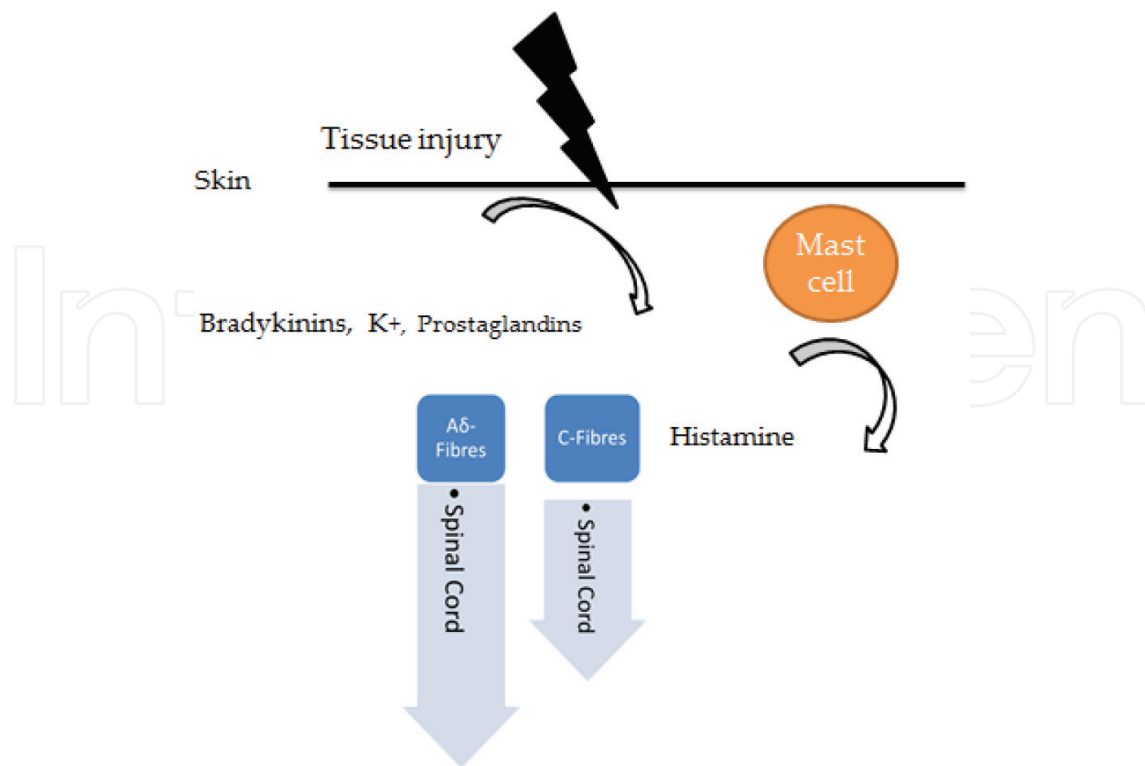 Tissue injury
Skin
Mast
cell
Bradykinins, K+, Prostaglandins
Aδ-
Fibres
C-Fibres
Histamine
• Spinal Cord
• Spinal Cord